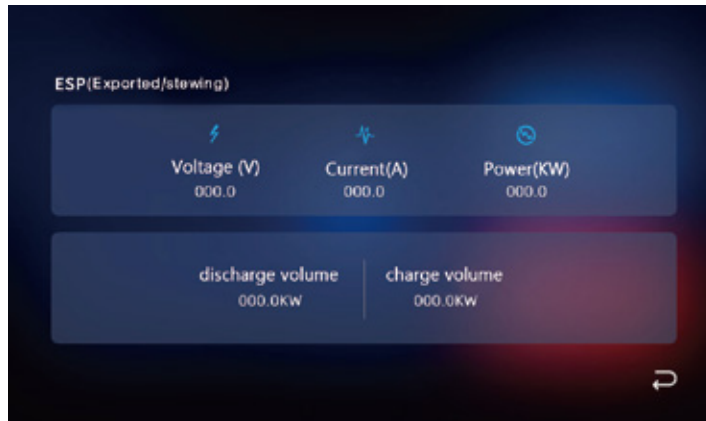 ESP(Exported/stewing)
Voltage (V) Current(A) Power(KW)
000.0 000.0 000.0
discharge volume charge volume
000.0KW 000.0KW